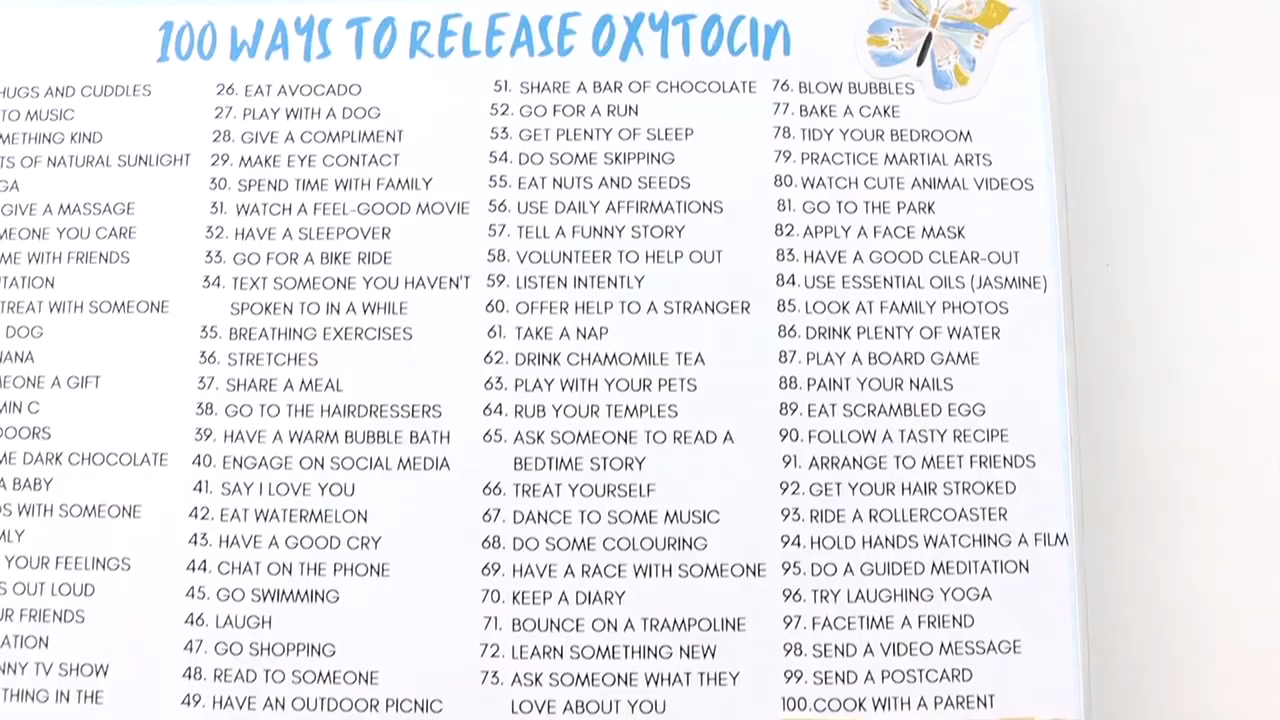 100 WAYS TO RELEASE OXYTOCIN
HUGS AND CUDDLES
TO MUSIC
METHING KIND
TS OF NATURAL SUNLIGHT
GA
GIVE A MASSAGE
MEONE YOU CARE
ME WITH FRIENDS
TATION
TREAT WITH SOMEONE
DOG
NANA
MEONE A GIFT
MIN C
DOORS
ME DARK CHOCOLATE
A BABY
DS WITH SOMEONE
MLY
YOUR FEELINGS
S OUT LOUD
UR FRIENDS
ATION
NNY TV SHOW
THING IN THE
26. EAT AVOCADO
27. PLAY WITH A DOG
28. GIVE A COMPLIMENT
29. MAKE EYE CONTACT
30. SPEND TIME WITH FAMILY
31. WATCH A FEEL-GOOD MOVIE
32. HAVE A SLEEPOVER
33. GO FOR A BIKE RIDE
34. TEXT SOMEONE YOU HAVEN'T
SPOKEN TO IN A WHILE
35. BREATHING EXERCISES
36. STRETCHES
37. SHARE A MEAL
38. GO TO THE HAIRDRESSERS
39. HAVE A WARM BUBBLE BATH
40. ENGAGE ON SOCIAL MEDIA
41. SAY I LOVE YOU
42. EAT WATERMELON
43. HAVE A GOOD CRY
44. CHAT ON THE PHONE
45. GO SWIMMING
46. LAUGH
47. GO SHOPPING
48. READ TO SOMEONE
49. HAVE AN OUTDOOR PICNIC
51. SHARE A BAR OF CHOCOLATE
52. GO FOR A RUN
53. GET PLENTY OF SLEEP
54. DO SOME SKIPPING
55. EAT NUTS AND SEEDS
56. USE DAILY AFFIRMATIONS
57. TELL A FUNNY STORY
58. VOLUNTEER TO HELP OUT
59. LISTEN INTENTLY
60. OFFER HELP TO A STRANGER
61. TAKE A NAP
62. DRINK CHAMOMILE TEA
63. PLAY WITH YOUR PETS
64. RUB YOUR TEMPLES
65. ASK SOMEONE TO READ A
BEDTIME STORY
66. TREAT YOURSELF
67. DANCE TO SOME MUSIC
68. DO SOME COLOURING
69. HAVE A RACE WITH SOMEONE
70. KEEP A DIARY
71. BOUNCE ON A TRAMPOLINE
72. LEARN SOMETHING NEW
73. ASK SOMEONE WHAT THEY
LOVE ABOUT YOU
76. BLOW BUBBLES
77. BAKE A CAKE
78. TIDY YOUR BEDROOM
79. PRACTICE MARTIAL ARTS
80. WATCH CUTE ANIMAL VIDEOS
81. GO TO THE PARK
82. APPLY A FACE MASK
83. HAVE A GOOD CLEAR-OUT
84. USE ESSENTIAL OILS (JASMINE)
85. LOOK AT FAMILY PHOTOS
86. DRINK PLENTY OF WATER
87. PLAY A BOARD GAME
88. PAINT YOUR NAILS
89. EAT SCRAMBLED EGG
90. FOLLOW A TASTY RECIPE
91. ARRANGE TO MEET FRIENDS
92. GET YOUR HAIR STROKED
93. RIDE A ROLLERCOASTER
94. HOLD HANDS WATCHING A FILM
95. DO A GUIDED MEDITATION
96. TRY LAUGHING YOGA
97. FACETIME A FRIEND
98. SEND A VIDEO MESSAGE
99. SEND A POSTCARD
100. COOK WITH A PARENT